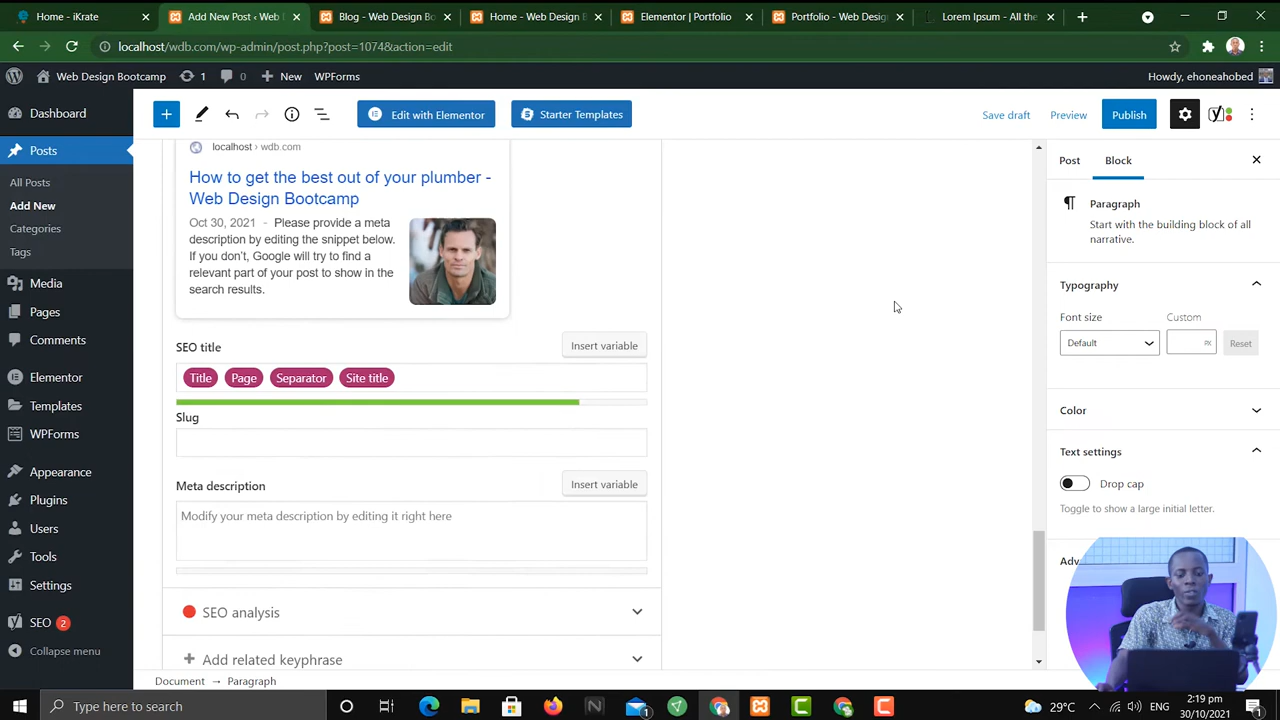 Home - iKrate
Add New Post ‹ Web D
Blog - Web Design Bo
Home - Web Design B
Elementor | Portfolio
Portfolio - Web Desig
Lorem Ipsum - All the
localhost/wdb.com/wp-admin/post.php?post=1074&action=edit
Web Design Bootcamp
1
0
New
WPForms
Howdy, ehoneahobed
Dashboard
Posts
All Posts
Add New
Categories
Tags
Media
Pages
Comments
Elementor
Templates
WPForms
Appearance
Plugins
Users
Tools
Settings
SEO 2
Collapse menu
Edit with Elementor
Starter Templates
Save draft
Preview
Publish
localhost › wdb.com
How to get the best out of your plumber -
Web Design Bootcamp
Oct 30, 2021 - Please provide a meta
description by editing the snippet below.
If you don't, Google will try to find a
relevant part of your post to show in the
search results.
SEO title
Insert variable
Title Page Separator Site title
Slug
Meta description
Insert variable
Modify your meta description by editing it right here
SEO analysis
Add related keyphrase
Document → Paragraph
Post
Block
Paragraph
Start with the building block of all
narrative.
Typography
Font size
Custom
Default
PX
Reset
Color
Text settings
Drop cap
Toggle to show a large initial letter.
Adv
Type here to search
1
29°C
ENG
2:19 pm
30/10/2021
1